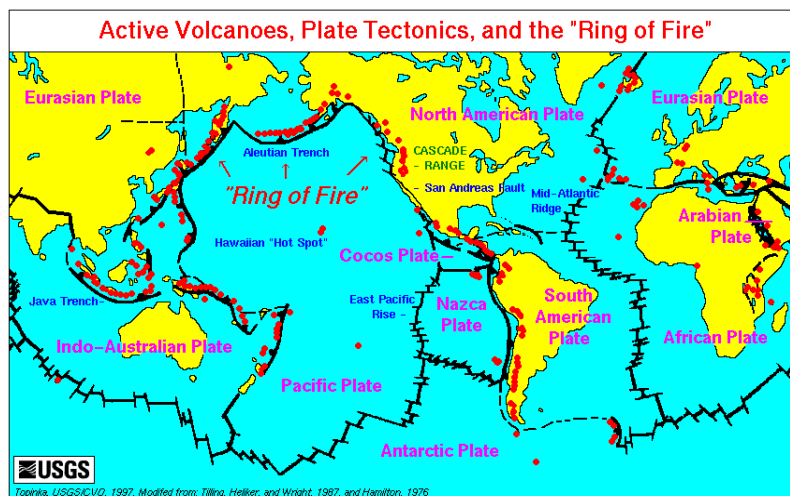 Active Volcanoes, Plate Tectonics, and the "Ring of Fire"
Eurasian Plate
North American Plate
Eurasian Plate
Aleutian Trench
CASCADE
– RANGE
"Ring of Fire"
– San Andreas Fault
Mid–Atlantic
Ridge
Arabian
Plate
Hawaiian "Hot Spot"
Cocos Plate
Java Trench–
East Pacific
Rise –
Nazca
Plate
South
American
Plate
Indo–Australian Plate
African Plate
Pacific Plate
Antarctic Plate
USGS
Topinka, USGS/CVO, 1997, Modified from: Tilling, Heliker, and Wright, 1987, and Hamilton, 1976